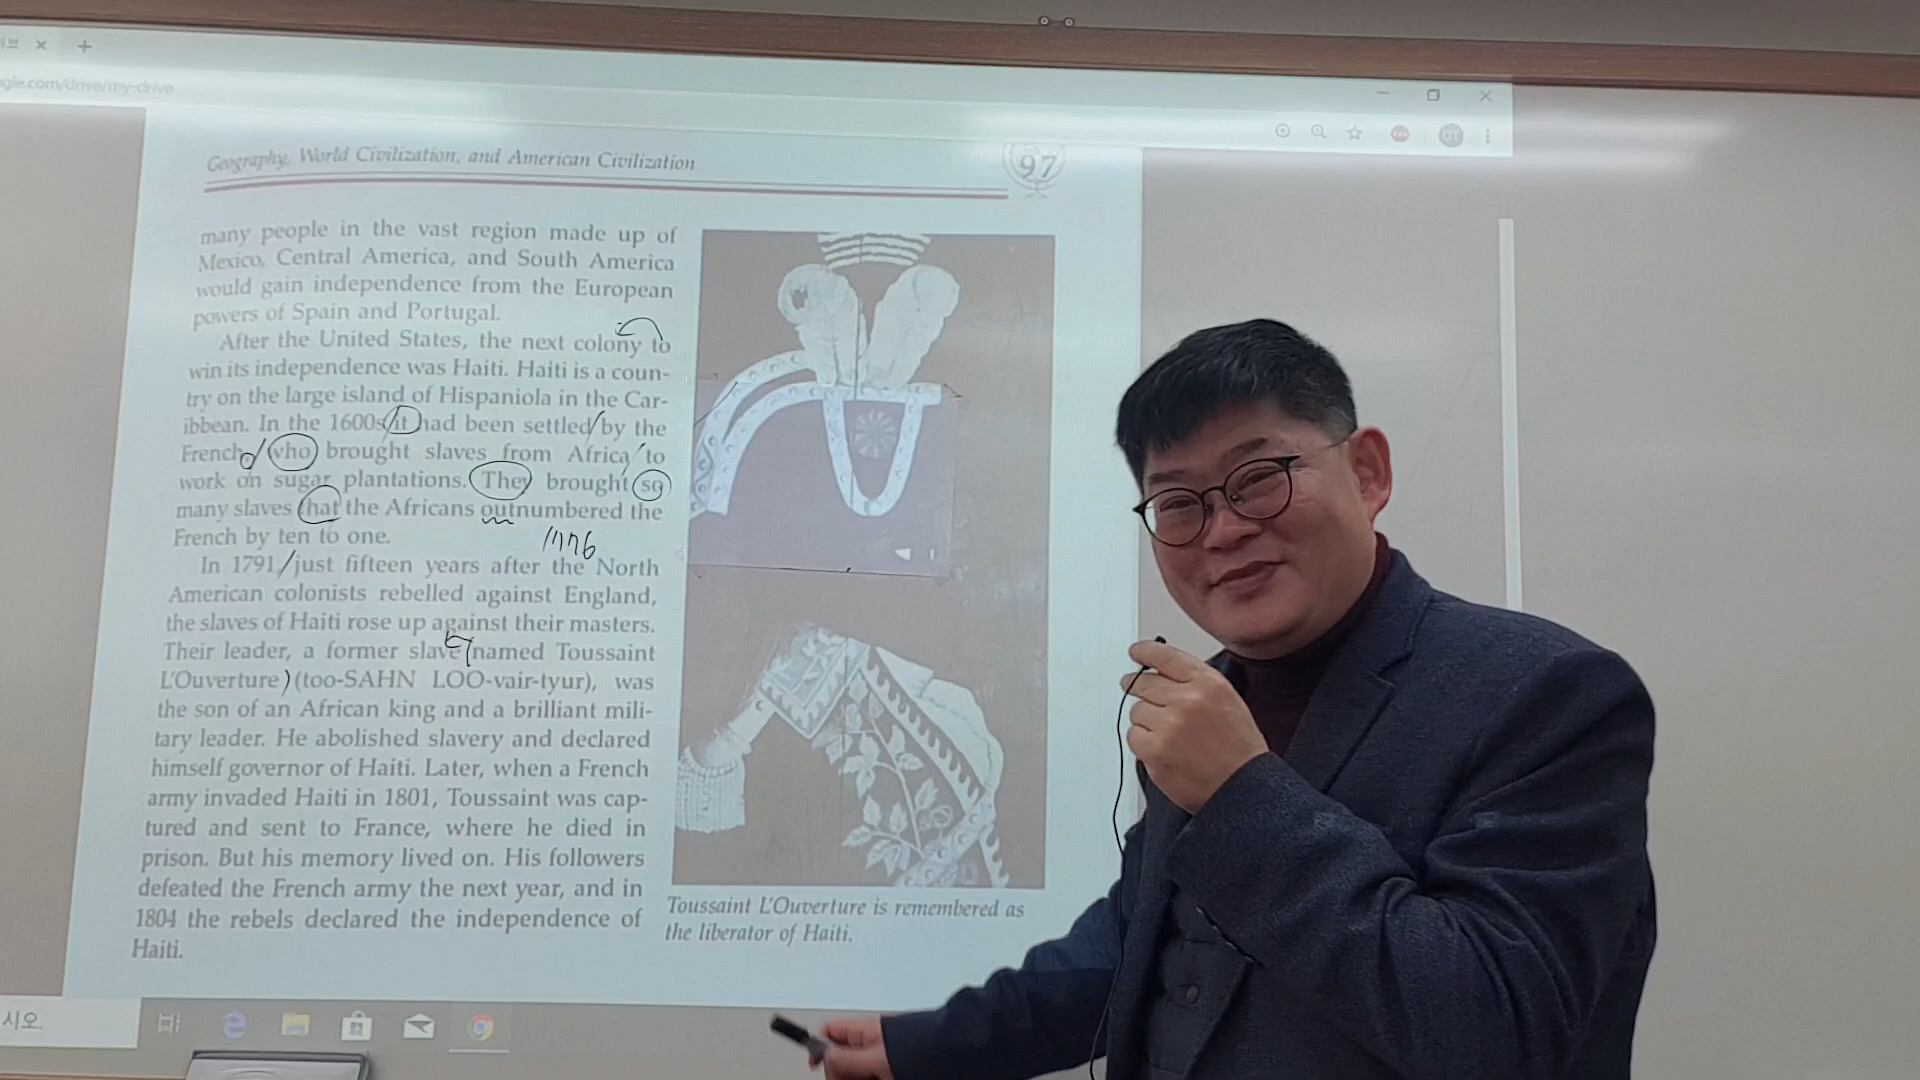 gle.com/drive/my-drive
Geography, World Civilization, and American Civilization
97
many people in the vast region made up of
Mexico, Central America, and South America
would gain independence from the European
powers of Spain and Portugal.
After the United States, the next colony to
win its independence was Haiti. Haiti is a coun-
try on the large island of Hispaniola in the Car-
ibbean. In the 1600s it had been settled by the
French, who brought slaves from Africa to
work on sugar plantations. They brought so
many slaves that the Africans outnumbered the
French by ten to one.
1776
In 1791, just fifteen years after the North
American colonists rebelled against England,
the slaves of Haiti rose up against their masters.
Their leader, a former slave named Toussaint
L'Ouverture (too-SAHN LOO-vair-tyur), was
the son of an African king and a brilliant mili-
tary leader. He abolished slavery and declared
himself governor of Haiti. Later, when a French
army invaded Haiti in 1801, Toussaint was cap-
tured and sent to France, where he died in
prison. But his memory lived on. His followers
defeated the French army the next year, and in
1804 the rebels declared the independence of
Haiti.
Toussaint L'Ouverture is remembered as
the liberator of Haiti.
시오.